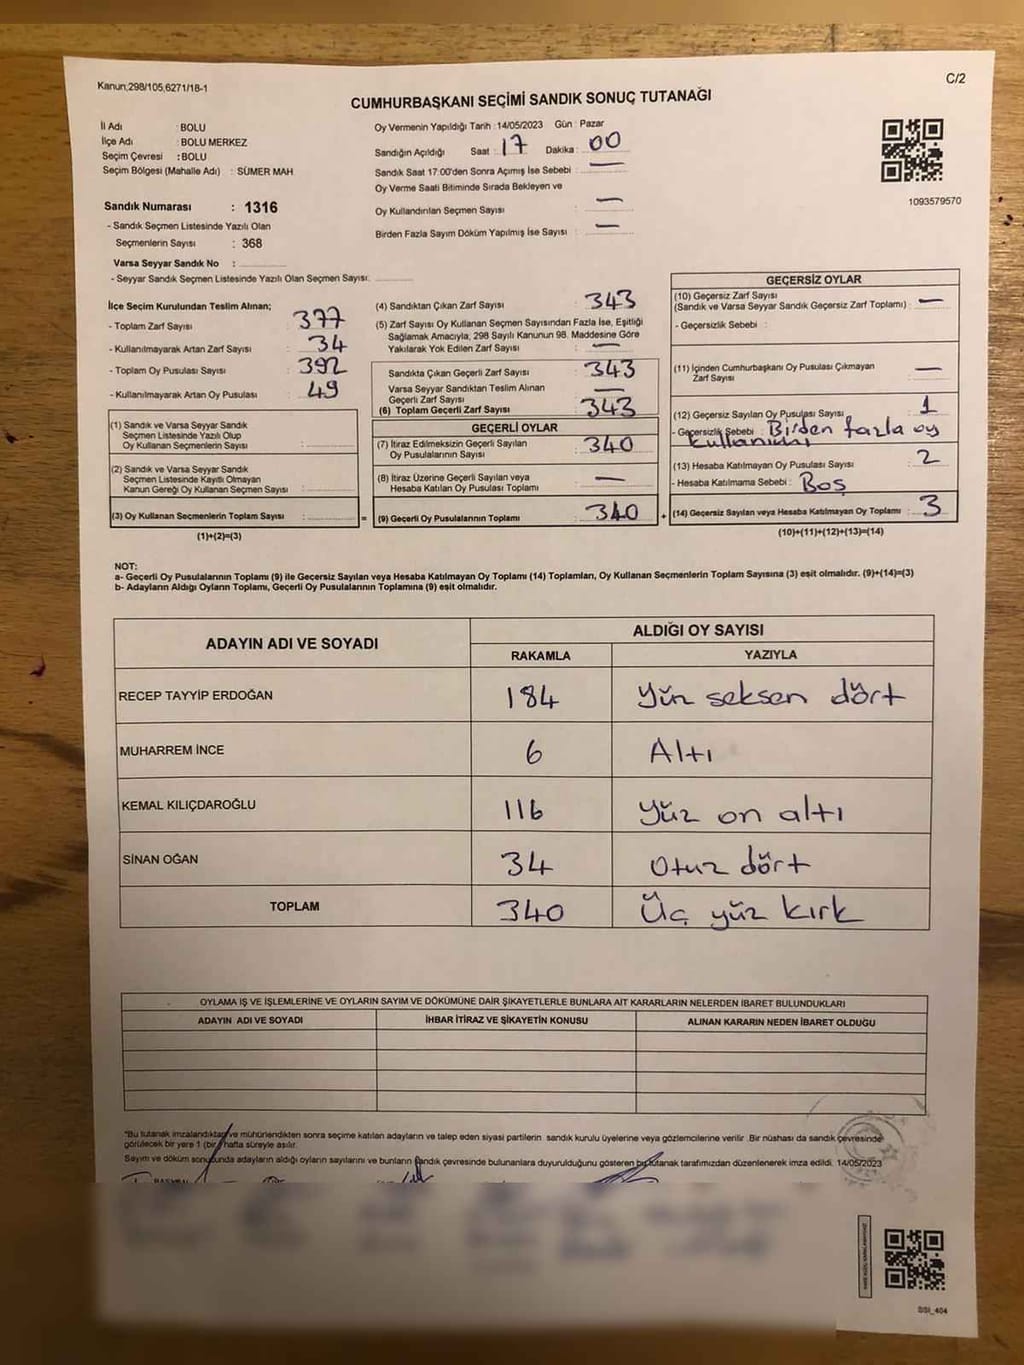 Kanun;298/105,6271/18-1
C/2
CUMHURBAŞKANI SEÇİMİ SANDIK SONUÇ TUTANAĞI
İl Adı : BOLU
İlçe Adı : BOLU MERKEZ
Seçim Çevresi : BOLU
Seçim Bölgesi (Mahalle Adı) : SÜMER MAH
Sandık Numarası : 1316
- Sandık Seçmen Listesinde Yazılı Olan
Seçmenlerin Sayısı : 368
Varsa Seyyar Sandık No :
- Seyyar Sandık Seçmen Listesinde Yazılı Olan Seçmen Sayısı:
Oy Vermenin Yapıldığı Tarih :14/05/2023 Gün : Pazar
Sandığın Açıldığı Saat : 17 Dakika : 00
Sandık Saat 17:00'den Sonra Açımış İse Sebebi : —
Oy Verme Saati Bitiminde Sırada Bekleyen ve
Oy Kullandırılan Seçmen Sayısı : —
Birden Fazla Sayım Döküm Yapılmış İse Sayısı : —
1093579570
İlçe Seçim Kurulundan Teslim Alınan;
- Toplam Zarf Sayısı : 377
- Kullanılmayarak Artan Zarf Sayısı : 34
- Toplam Oy Pusulası Sayısı : 392
- Kullanılmayarak Artan Oy Pusulası : 49
(1) Sandık ve Varsa Seyyar Sandık
Seçmen Listesinde Yazılı Olup
Oy Kullanan Seçmenlerin Sayısı :
(2) Sandık ve Varsa Seyyar Sandık
Seçmen Listesinde Kayıtlı Olmayan
Kanun Gereği Oy Kullanan Seçmen Sayısı :
(3) Oy Kullanan Seçmenlerin Toplam Sayısı :
(1)+(2)=(3)
(4) Sandıktan Çıkan Zarf Sayısı : 343
(5) Zarf Sayısı Oy Kullanan Seçmen Sayısından Fazla İse, Eşitliği
Sağlamak Amacıyla; 298 Sayılı Kanunun 98. Maddesine Göre
Yakılarak Yok Edilen Zarf Sayısı : —
Sandıkta Çıkan Geçerli Zarf Sayısı : 343
Varsa Seyyar Sandıktan Teslim Alınan
Geçerli Zarf Sayısı : —
(6) Toplam Geçerli Zarf Sayısı : 343
GEÇERLİ OYLAR
(7) İtiraz Edilmeksizin Geçerli Sayılan
Oy Pusulalarının Sayısı : 340
(8) İtiraz Üzerine Geçerli Sayılan veya
Hesaba Katılan Oy Pusulası Toplamı : —
= (9) Geçerli Oy Pusulalarının Toplamı : 340
GEÇERSİZ OYLAR
(10) Geçersiz Zarf Sayısı
(Sandık ve Varsa Seyyar Sandık Geçersiz Zarf Toplamı) : —
- Geçersizlik Sebebi :
(11) İçinden Cumhurbaşkanı Oy Pusulası Çıkmayan
Zarf Sayısı : —
(12) Geçersiz Sayılan Oy Pusulası Sayısı : 1
- Geçersizlik Sebebi : Birden fazla oy
kullanımı
(13) Hesaba Katılmayan Oy Pusulası Sayısı : 2
- Hesaba Katılmama Sebebi : Boş
+ (14) Geçersiz Sayılan veya Hesaba Katılmayan Oy Toplamı : 3
(10)+(11)+(12)+(13)=(14)
NOT:
a- Geçerli Oy Pusulalarının Toplamı (9) ile Geçersiz Sayılan veya Hesaba Katılmayan Oy Toplamı (14) Toplamları, Oy Kullanan Seçmenlerin Toplam Sayısına (3) eşit olmalıdır. (9)+(14)=(3)
b- Adayların Aldığı Oyların Toplamı, Geçerli Oy Pusulalarının Toplamına (9) eşit olmalıdır.
ADAYIN ADI VE SOYADI
ALDIĞI OY SAYISI
RAKAMLA YAZIYLA
RECEP TAYYİP ERDOĞAN 184 Yüz seksen dört
MUHARREM İNCE 6 Altı
KEMAL KILIÇDAROĞLU 116 Yüz on altı
SİNAN OĞAN 34 Otuz dört
TOPLAM 340 Üç yüz kırk
OYLAMA İŞ VE İŞLEMLERİNE VE OYLARIN SAYIM VE DÖKÜMÜNE DAİR ŞİKAYETLERLE BUNLARA AİT KARARLARIN NELERDEN İBARET BULUNDUKLARI
ADAYIN ADI VE SOYADI İHBAR İTİRAZ VE ŞİKAYETİN KONUSU ALINAN KARARIN NEDEN İBARET OLDUĞU
*Bu tutanak imzalandıktan ve mühürlendikten sonra seçime katılan adayların ve talep eden siyasi partilerin sandık kurulu üyelerine veya gözlemcilerine verilir .Bir nüshası da sandık çevresinde
görülecek bir yere 1 (bir) hafta süreyle asılır.
Sayım ve döküm sonucunda adayların aldığı oyların sayılarını ve bunların sandık çevresinde bulunanlara duyurulduğunu gösteren bu tutanak tarafımızdan düzenlenerek imza edildi. 14/05/2023
BAŞKAN
SSI_404